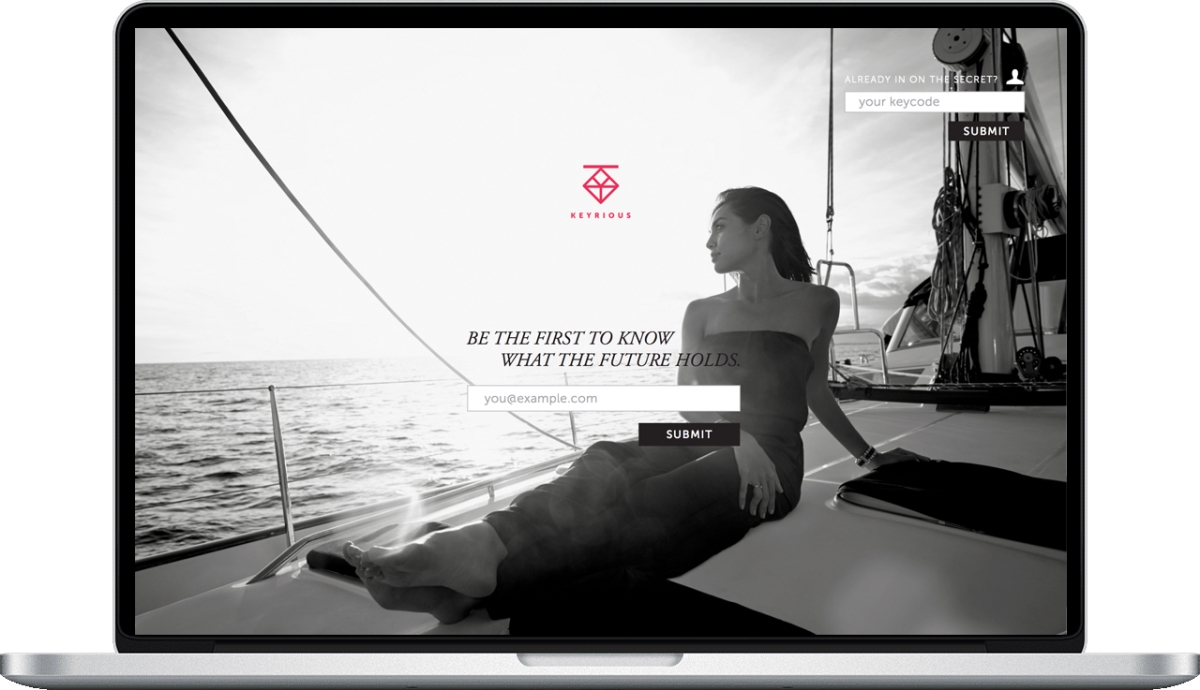 ALREADY IN ON THE SECRET?
your keycode
SUBMIT
KEYRIOUS
BE THE FIRST TO KNOW
WHAT THE FUTURE HOLDS.
you@example.com
SUBMIT